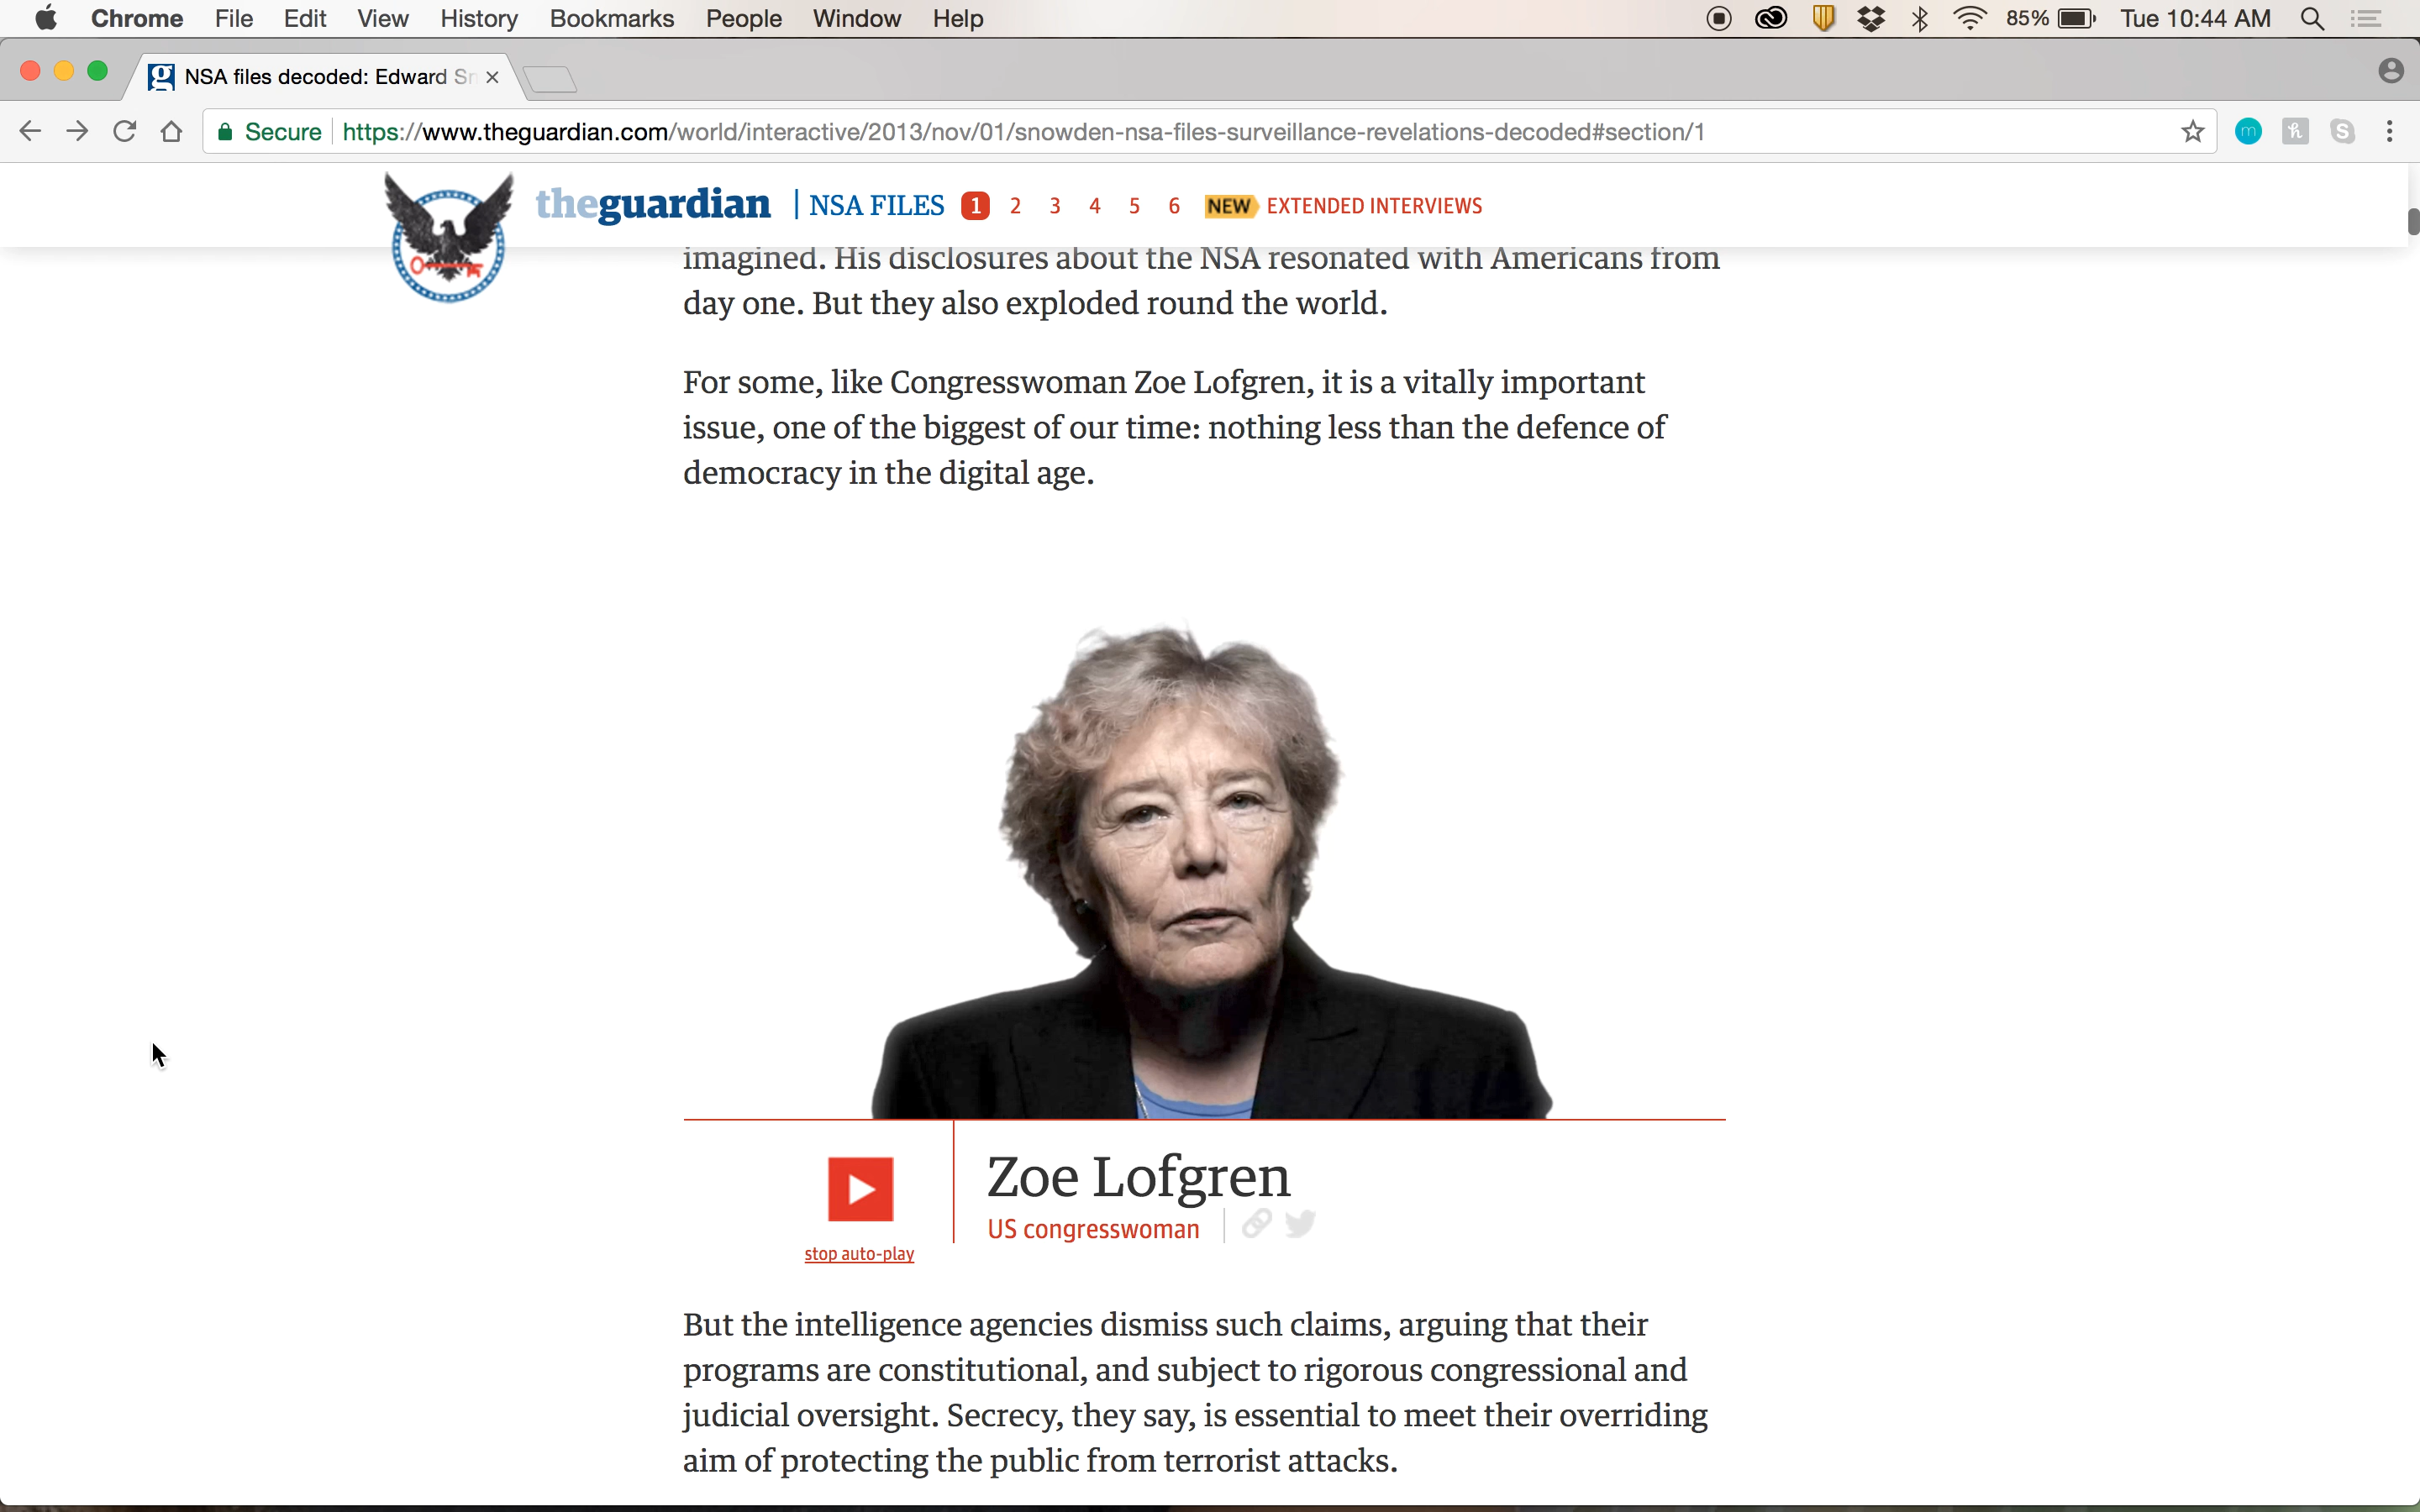 Chrome File Edit View History Bookmarks People Window Help 85% Tue 10:44 AM
NSA files decoded: Edward Sn
Secure https://www.theguardian.com/world/interactive/2013/nov/01/snowden-nsa-files-surveillance-revelations-decoded#section/1
theguardian NSA FILES 1 2 3 4 5 6 NEW EXTENDED INTERVIEWS
imagined. His disclosures about the NSA resonated with Americans from
day one. But they also exploded round the world.
For some, like Congresswoman Zoe Lofgren, it is a vitally important
issue, one of the biggest of our time: nothing less than the defence of
democracy in the digital age.
Zoe Lofgren
US congresswoman
stop auto-play
But the intelligence agencies dismiss such claims, arguing that their
programs are constitutional, and subject to rigorous congressional and
judicial oversight. Secrecy, they say, is essential to meet their overriding
aim of protecting the public from terrorist attacks.